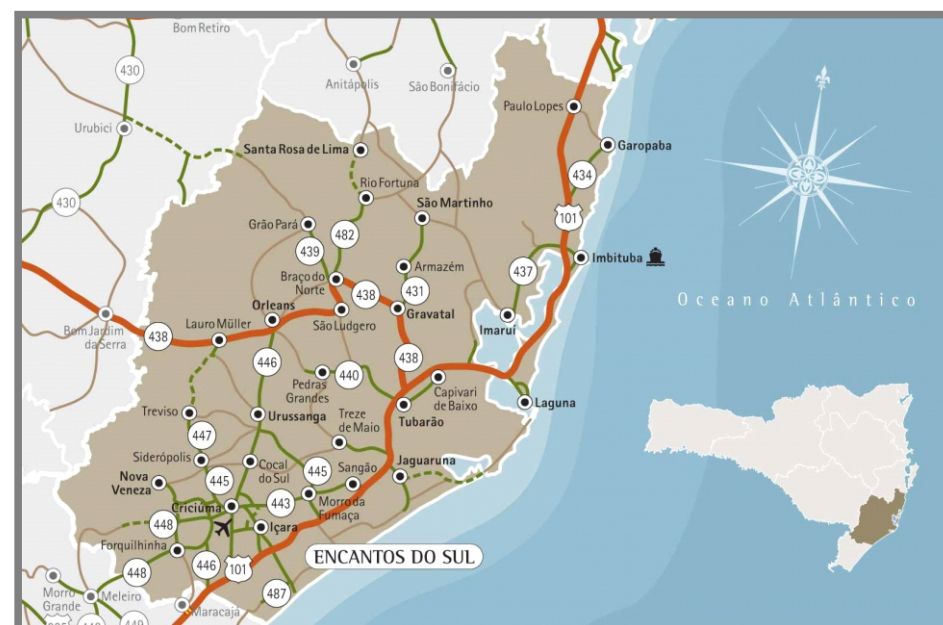 Bom Retiro
430
Anitápolis
São Bonifácio
Paulo Lopes
Urubici
Santa Rosa de Lima
Garopaba
Rio Fortuna
434
430
São Martinho
Grão Pará
482
101
439
Imbituba
Armazém
437
Braço do
Norte
438
431
Oceano Atlântico
Orleans
São Ludgero
Gravatal
Bom Jardim
da Serra
438
Lauro Müller
Imaruí
446
438
Pedras
Grandes
440
Capivari
de Baixo
Laguna
Treviso
Urussanga
Treze
de Maio
Tubarão
447
Siderópolis
Cocal
do Sul
445
Sangão
Jaguaruna
Nova
Veneza
445
443
Morro da
Fumaça
Criciúma
448
Içara
Forquilhinha
ENCANTOS DO SUL
448
446
101
487
Morro
Grande
Meleiro
Maracajá
449